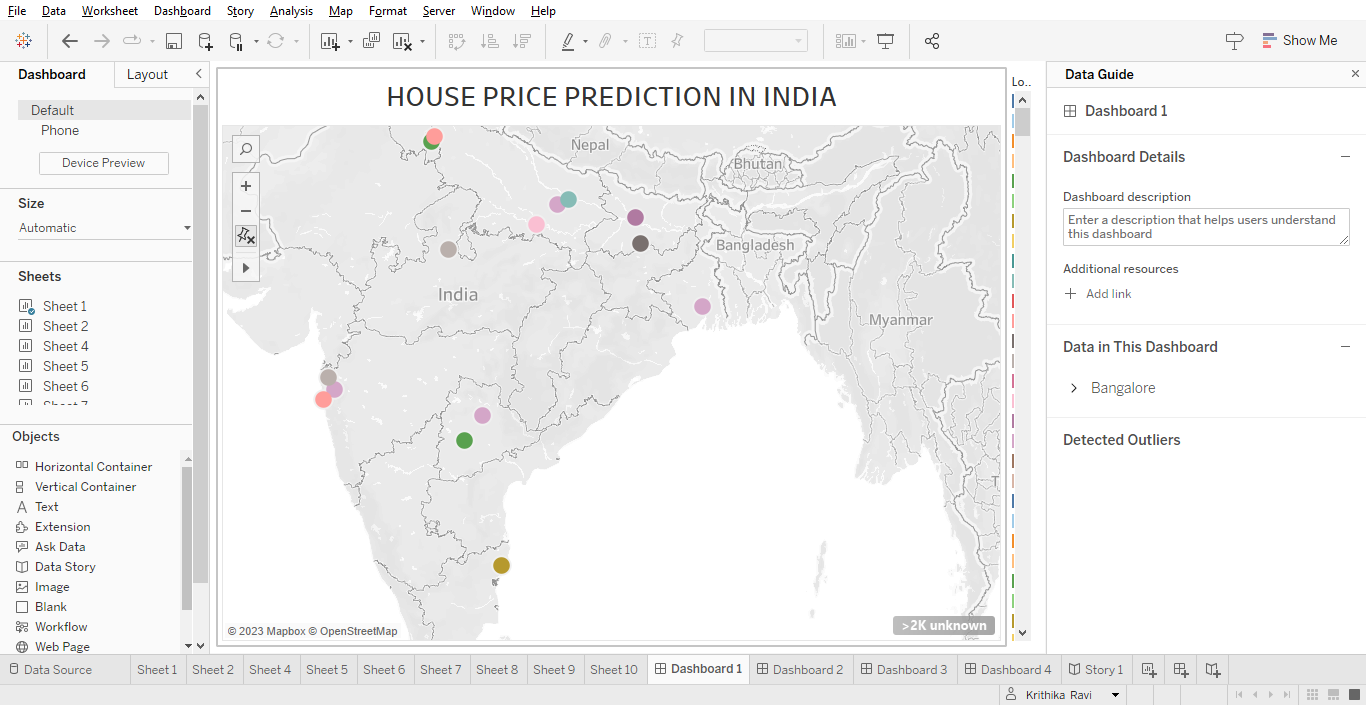 File Data Worksheet Dashboard Story Analysis Map Format Server Window Help
Show Me
Dashboard Layout
Default
Phone
Device Preview
Size
Automatic
Sheets
Sheet 1
Sheet 2
Sheet 4
Sheet 5
Sheet 6
Sheet 7
Objects
Horizontal Container
Vertical Container
Text
Extension
Ask Data
Data Story
Image
Blank
Workflow
Web Page
HOUSE PRICE PREDICTION IN INDIA
Nepal
Bhutan
Bangladesh
India
Myanmar
© 2023 Mapbox © OpenStreetMap
>2K unknown
Lo..
Data Guide
Dashboard 1
Dashboard Details
Dashboard description
Enter a description that helps users understand
this dashboard
Additional resources
Add link
Data in This Dashboard
Bangalore
Detected Outliers
Data Source Sheet 1 Sheet 2 Sheet 4 Sheet 5 Sheet 6 Sheet 7 Sheet 8 Sheet 9 Sheet 10 Dashboard 1 Dashboard 2 Dashboard 3 Dashboard 4 Story 1
Krithika Ravi